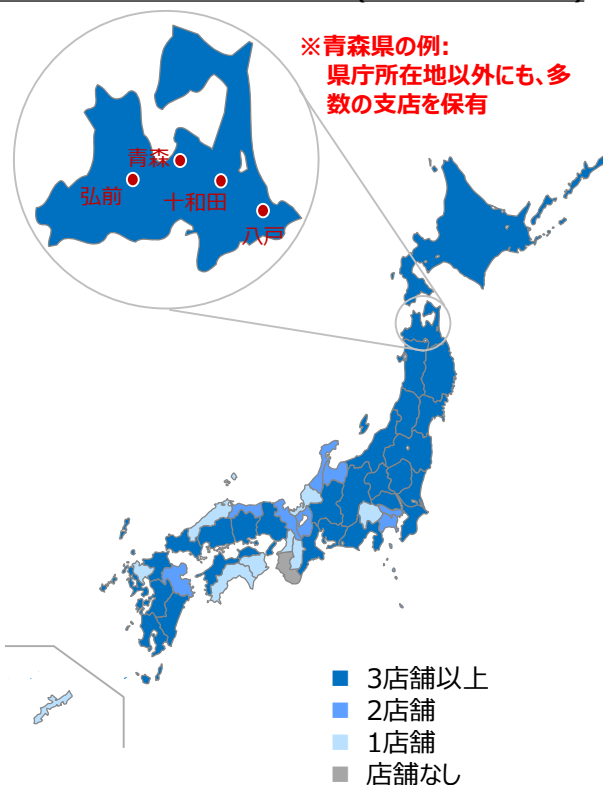 ※青森県の例:
県庁所在地以外にも、多
数の支店を保有
青森
弘前
十和田
八戸
3店舗以上
2店舗
1店舗
店舗なし